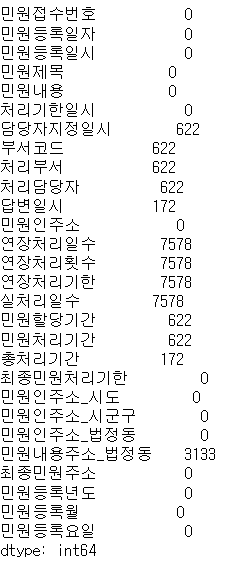 민원접수번호 0
민원등록일자 0
민원등록일시 0
민원제목 0
민원내용 0
처리기한일시 0
담당자지정일시 622
부서코드 622
처리부서 622
처리담당자 622
답변일시 172
민원인주소 0
연장처리일수 7578
연장처리횟수 7578
연장처리기한 7578
실처리일수 7578
민원할당기간 622
민원처리기간 622
총처리기간 172
최종민원처리기한 0
민원인주소_시도 0
민원인주소_시군구 0
민원인주소_법정동 0
민원내용주소_법정동 3133
최종민원주소 0
민원등록년도 0
민원등록월 0
민원등록요일 0
dtype: int64